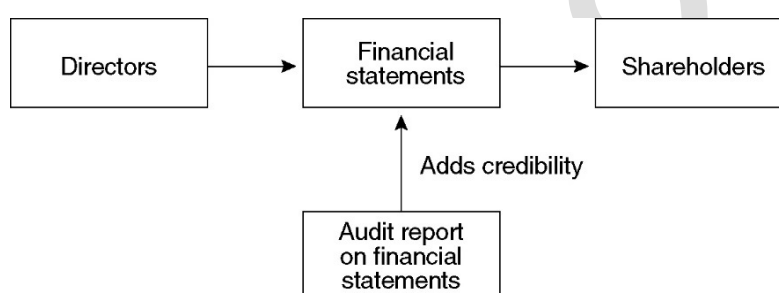 Directors
Financial
statements
Shareholders
Adds credibility
Audit report
on financial
statements